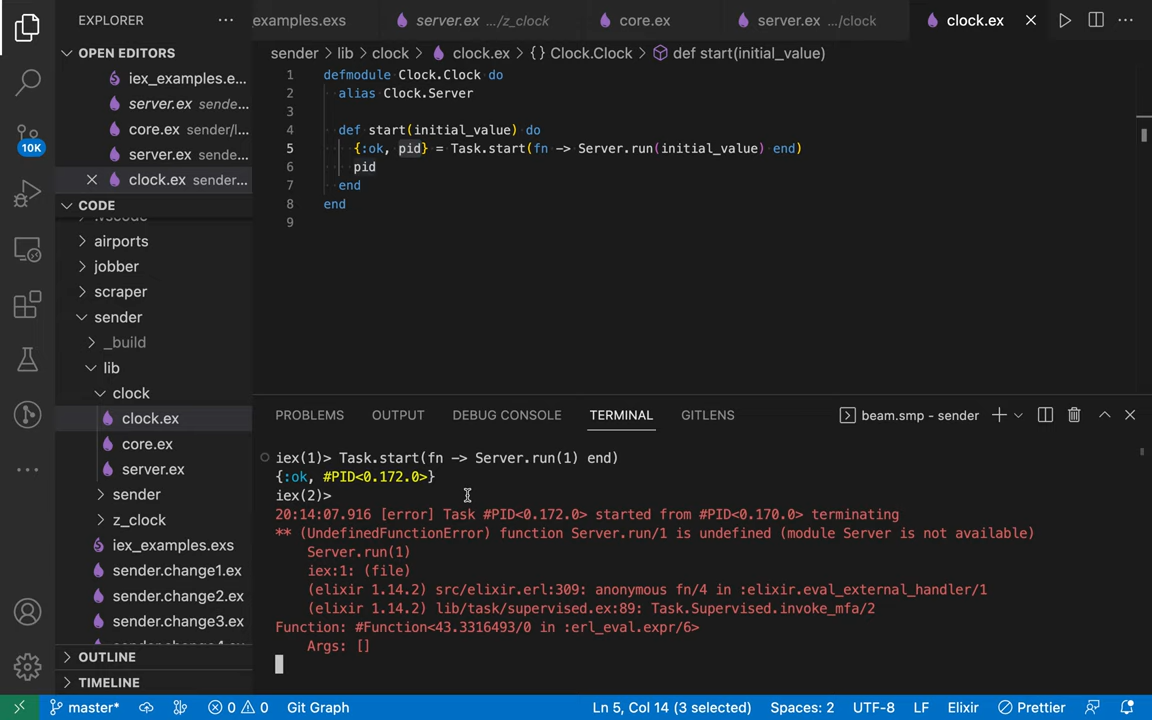 EXPLORER
OPEN EDITORS
iex_examples.e...
server.ex sende...
core.ex sender/l...
server.ex sende...
clock.ex sender...
CODE
.vscode
airports
jobber
scraper
sender
_build
lib
clock
clock.ex
core.ex
server.ex
sender
z_clock
iex_examples.exs
sender.change1.ex
sender.change2.ex
sender.change3.ex
OUTLINE
TIMELINE
10K
examples.exs
server.ex .../z_clock
core.ex
server.ex .../clock
clock.ex
sender > lib > clock > clock.ex > {} Clock.Clock > def start(initial_value)
1 defmodule Clock.Clock do
2 alias Clock.Server
3
4 def start(initial_value) do
5 {:ok, pid} = Task.start(fn -> Server.run(initial_value) end)
6 pid
7 end
8 end
9
PROBLEMS OUTPUT DEBUG CONSOLE TERMINAL GITLENS
beam.smp - sender
iex(1)> Task.start(fn -> Server.run(1) end)
{:ok, #PID<0.172.0>}
iex(2)>
20:14:07.916 [error] Task #PID<0.172.0> started from #PID<0.170.0> terminating
** (UndefinedFunctionError) function Server.run/1 is undefined (module Server is not available)
Server.run(1)
iex:1: (file)
(elixir 1.14.2) src/elixir.erl:309: anonymous fn/4 in :elixir.eval_external_handler/1
(elixir 1.14.2) lib/task/supervised.ex:89: Task.Supervised.invoke_mfa/2
Function: #Function<43.3316493/0 in :erl_eval.expr/6>
Args: []
master* 0 0 Git Graph Ln 5, Col 14 (3 selected) Spaces: 2 UTF-8 LF Elixir Prettier